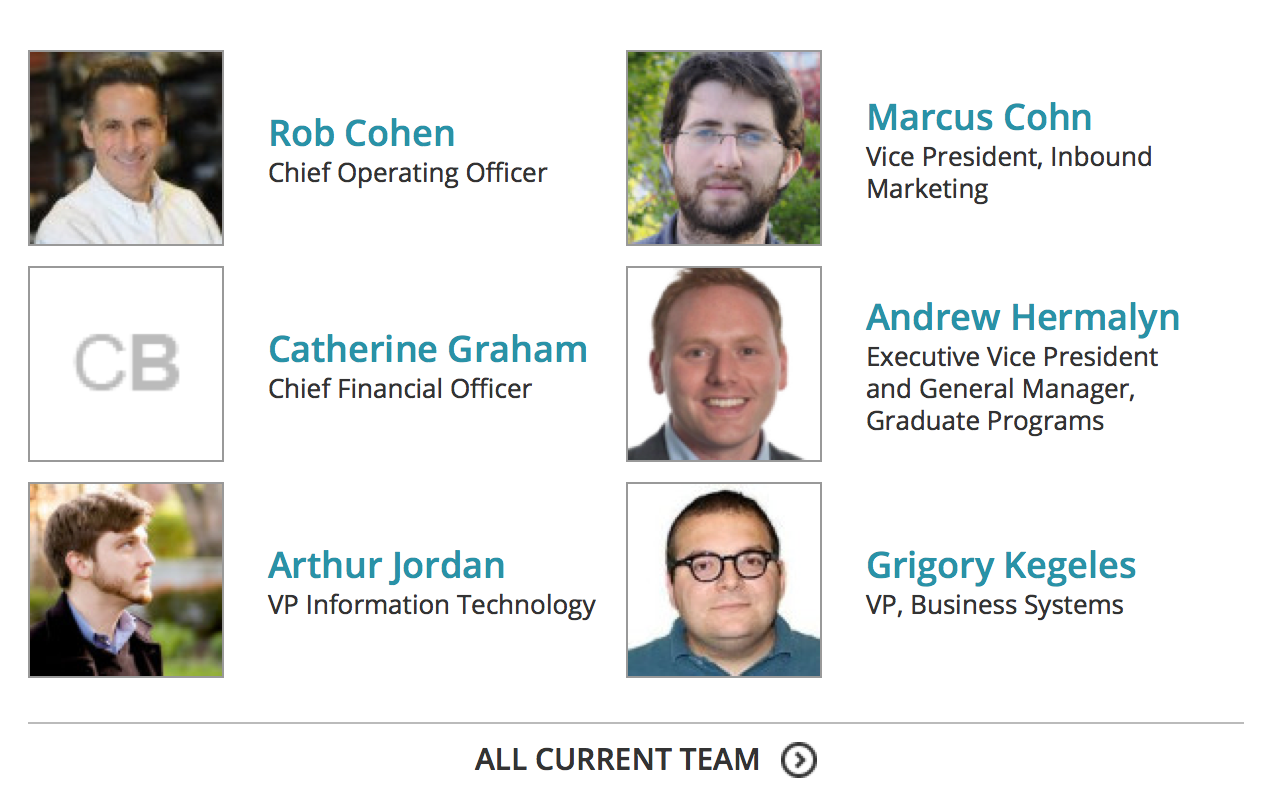 Rob Cohen
Chief Operating Officer
Marcus Cohn
Vice President, Inbound
Marketing
CB
Catherine Graham
Chief Financial Officer
Andrew Hermalyn
Executive Vice President
and General Manager,
Graduate Programs
Arthur Jordan
VP Information Technology
Grigory Kegeles
VP, Business Systems
ALL CURRENT TEAM